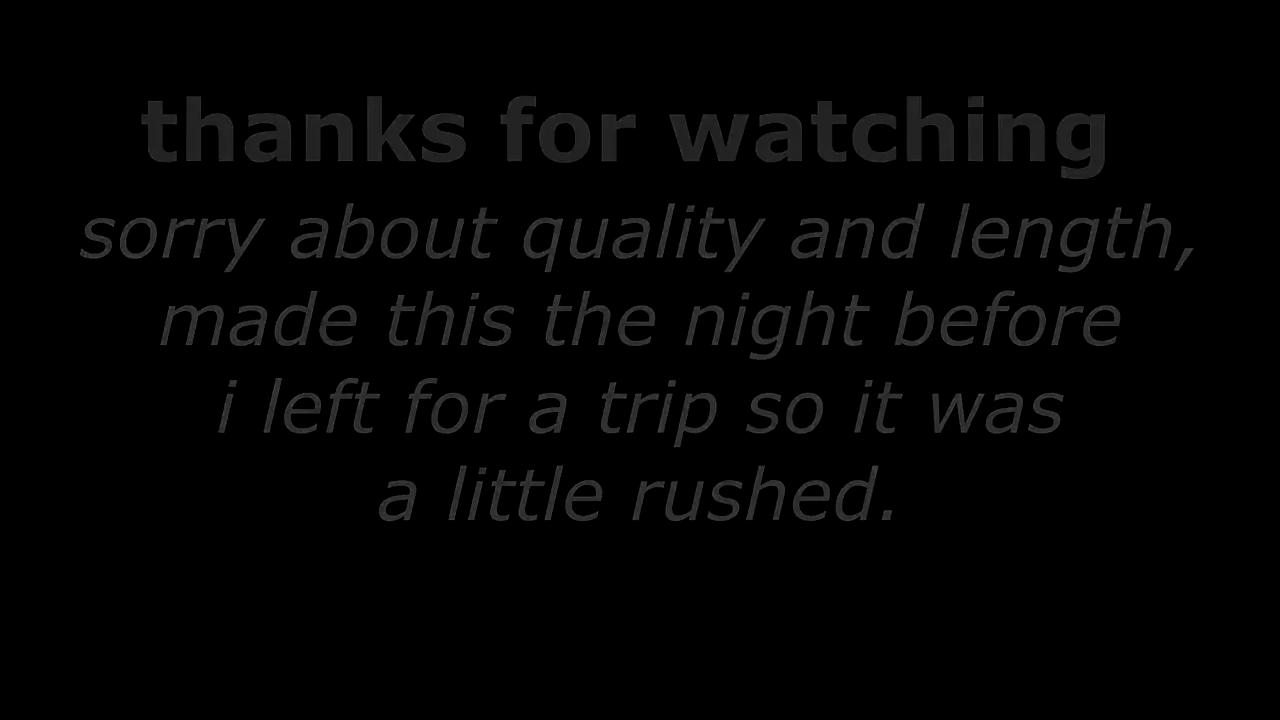 thanks for watching
sorry about quality and length,
made this the night before
i left for a trip so it was
a little rushed.